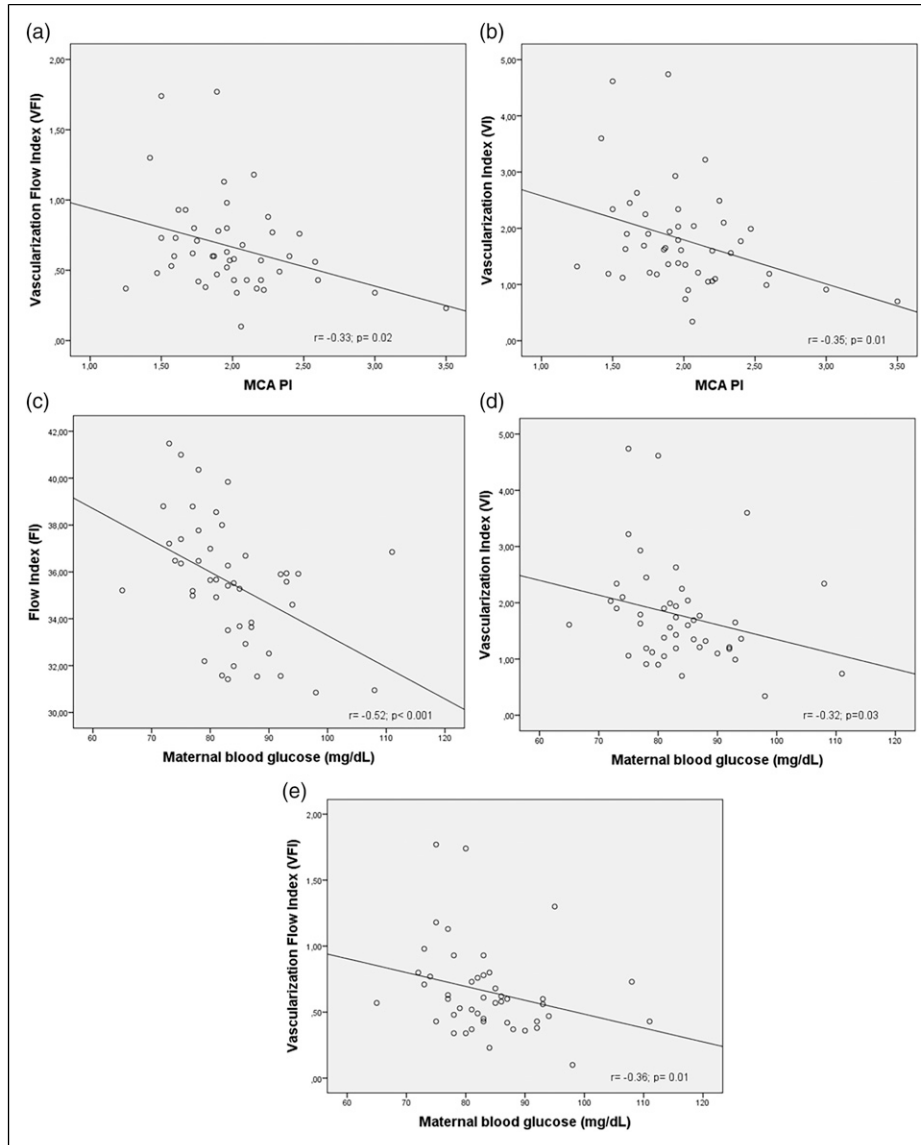 (a)
2,00
1,50
1,00
,50
,00
Vascularization Flow Index (VFI)
1,00 1,50 2,00 2,50 3,00 3,50
MCA PI
r= -0.33; p= 0.02
(b)
5,00
4,00
3,00
2,00
1,00
,00
Vascularization Index (VI)
1,00 1,50 2,00 2,50 3,00 3,50
MCA PI
r= -0.35; p= 0.01
(c)
42,00
40,00
38,00
36,00
34,00
32,00
30,00
Flow Index (FI)
60 70 80 90 100 110 120
Maternal blood glucose (mg/dL)
r= -0.52; p< 0.001
(d)
5,00
4,00
3,00
2,00
1,00
,00
Vascularization Index (VI)
60 70 80 90 100 110 120
Maternal blood glucose (mg/dL)
r= -0.32; p=0.03
(e)
2,00
1,50
1,00
,50
,00
Vascularization Flow Index (VFI)
60 70 80 90 100 110 120
Maternal blood glucose (mg/dL)
r= -0.36; p= 0.01